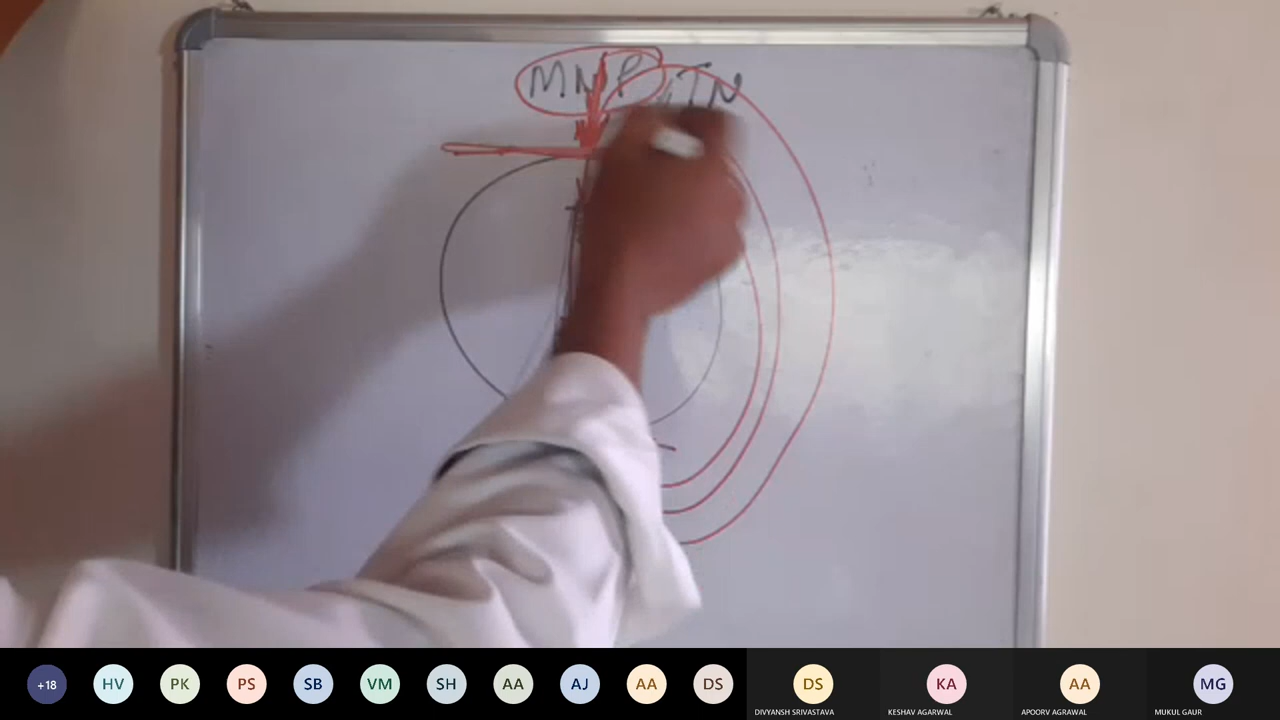 MNP
TN
+18 HV PK PS SB VM SH AA AJ AA DS DS KA AA MG
DIVYANSH SRIVASTAVA KESHAV AGARWAL APOORV AGRAWAL MUKUL GAUR